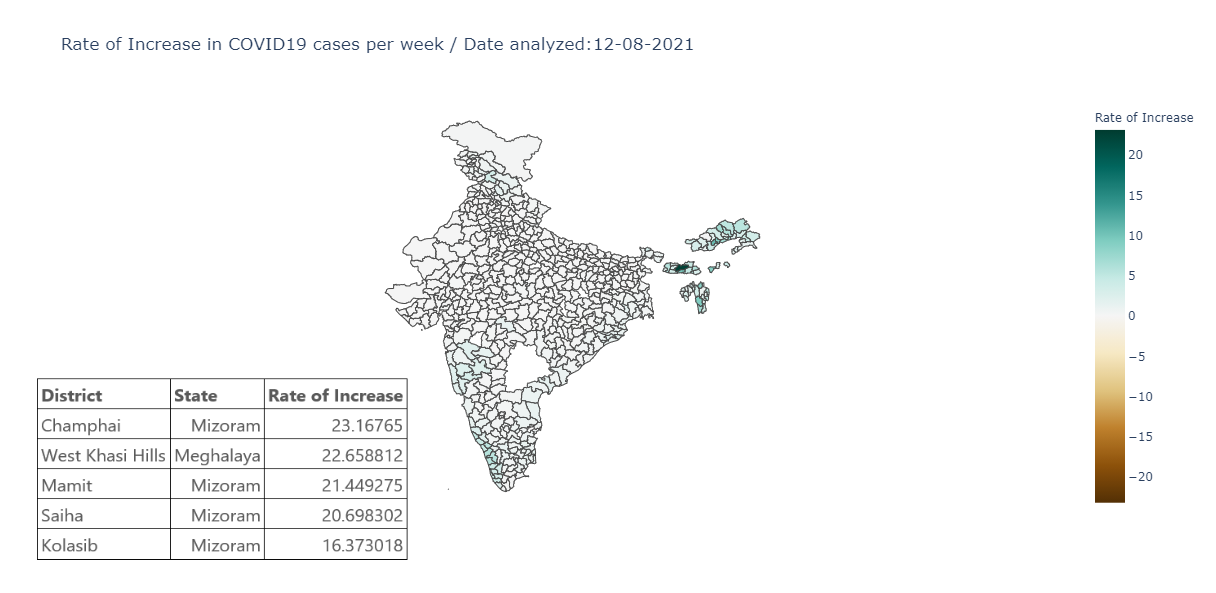 Rate of Increase in COVID19 cases per week / Date analyzed:12-08-2021
Rate of Increase
20
15
10
5
0
−5
−10
−15
−20
District State Rate of Increase
Champhai Mizoram 23.16765
West Khasi Hills Meghalaya 22.658812
Mamit Mizoram 21.449275
Saiha Mizoram 20.698302
Kolasib Mizoram 16.373018